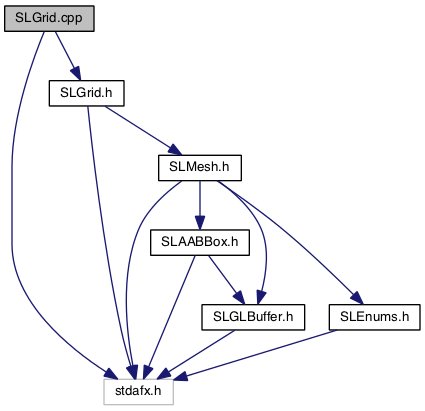 SLGrid.cpp
SLGrid.h
SLMesh.h
SLAABBox.h
SLGLBuffer.h
SLEnums.h
stdafx.h